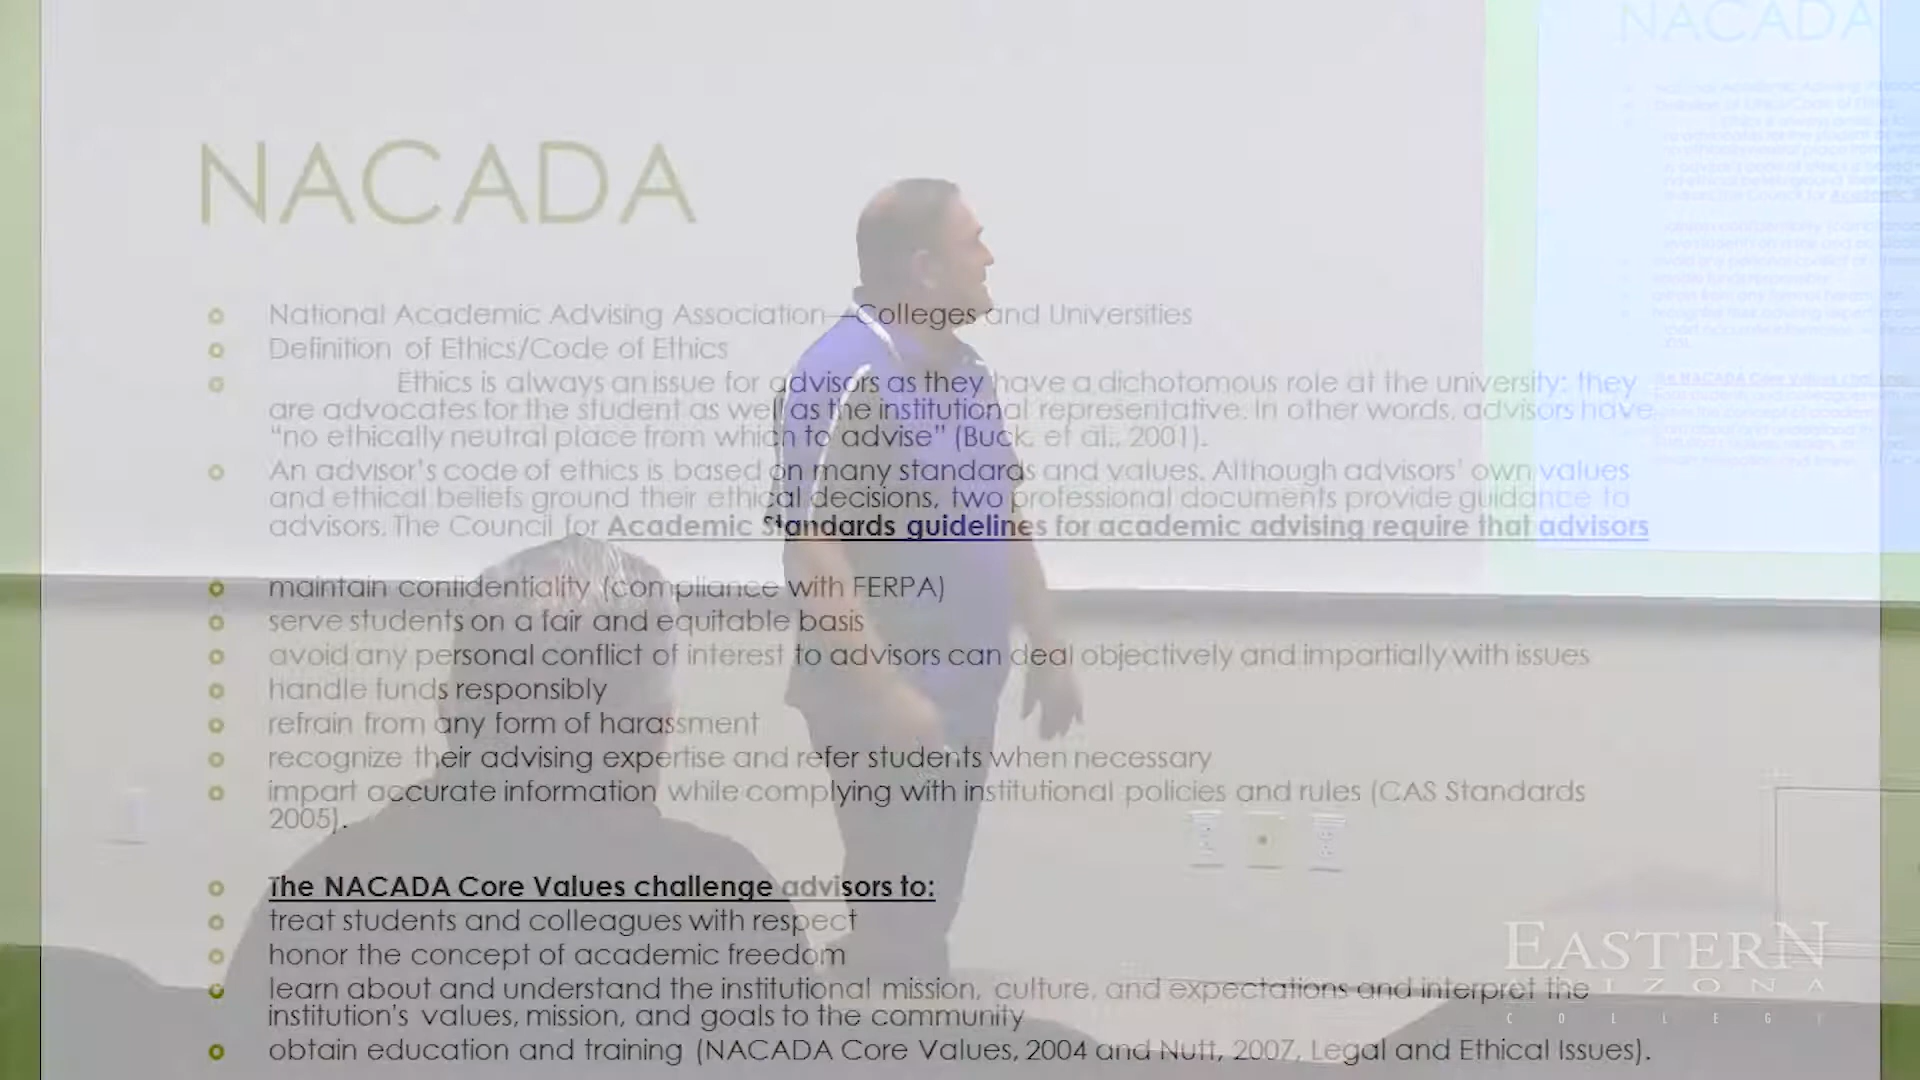 NACADA
National Academic Advising Association—Colleges and Universities
Definition of Ethics/Code of Ethics
Ethics is always an issue for advisors as they have a dichotomous role at the university: they
are advocates for the student as well as the institutional representative. In other words, advisors have
"no ethically neutral place from which to advise" (Buck, et al., 2001).
An advisor's code of ethics is based on many standards and values. Although advisors' own values
and ethical beliefs ground their ethical decisions, two professional documents provide guidance to
advisors. The Council for Academic Standards guidelines for academic advising require that advisors
maintain confidentiality (compliance with FERPA)
serve students on a fair and equitable basis
avoid any personal conflict of interest to advisors can deal objectively and impartially with issues
handle funds responsibly
refrain from any form of harassment
recognize their advising expertise and refer students when necessary
impart accurate information while complying with institutional policies and rules (CAS Standards
2005).
The NACADA Core Values challenge advisors to:
treat students and colleagues with respect
honor the concept of academic freedom
learn about and understand the institutional mission, culture, and expectations and interpret the
institution's values, mission, and goals to the community
obtain education and training (NACADA Core Values, 2004 and Nutt, 2007, Legal and Ethical Issues).
NACADA
EASTERN
ARIZONA
COLLEGE